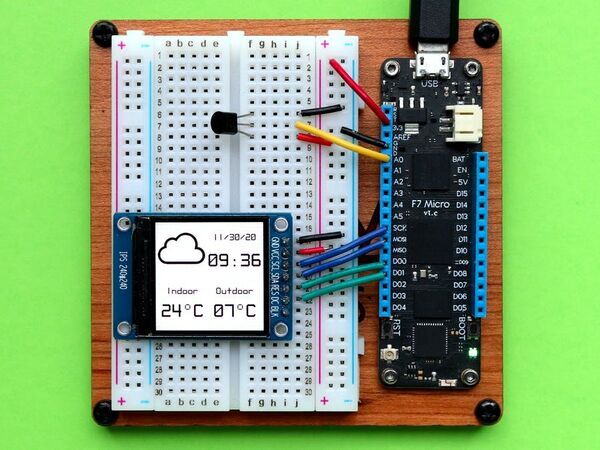 USB
3V3
AREF
A0
A1
A2
A3
A4
A5
SCK
MOSI
MISO
D00
D01
D02
D03
D04
BAT
EN
5V
D15
D14
D13
D12
D11
D10
D09
D08
D07
D06
D05
F7 Micro
v1.c
RST
BOOT
a b c d e
f g h i j
+
-
IPS 240x240
11/30/20
09:36
Indoor Outdoor
24°C 07°C
GND VCC SCL SDA RES DC BLK
a b c d e
f g h i j